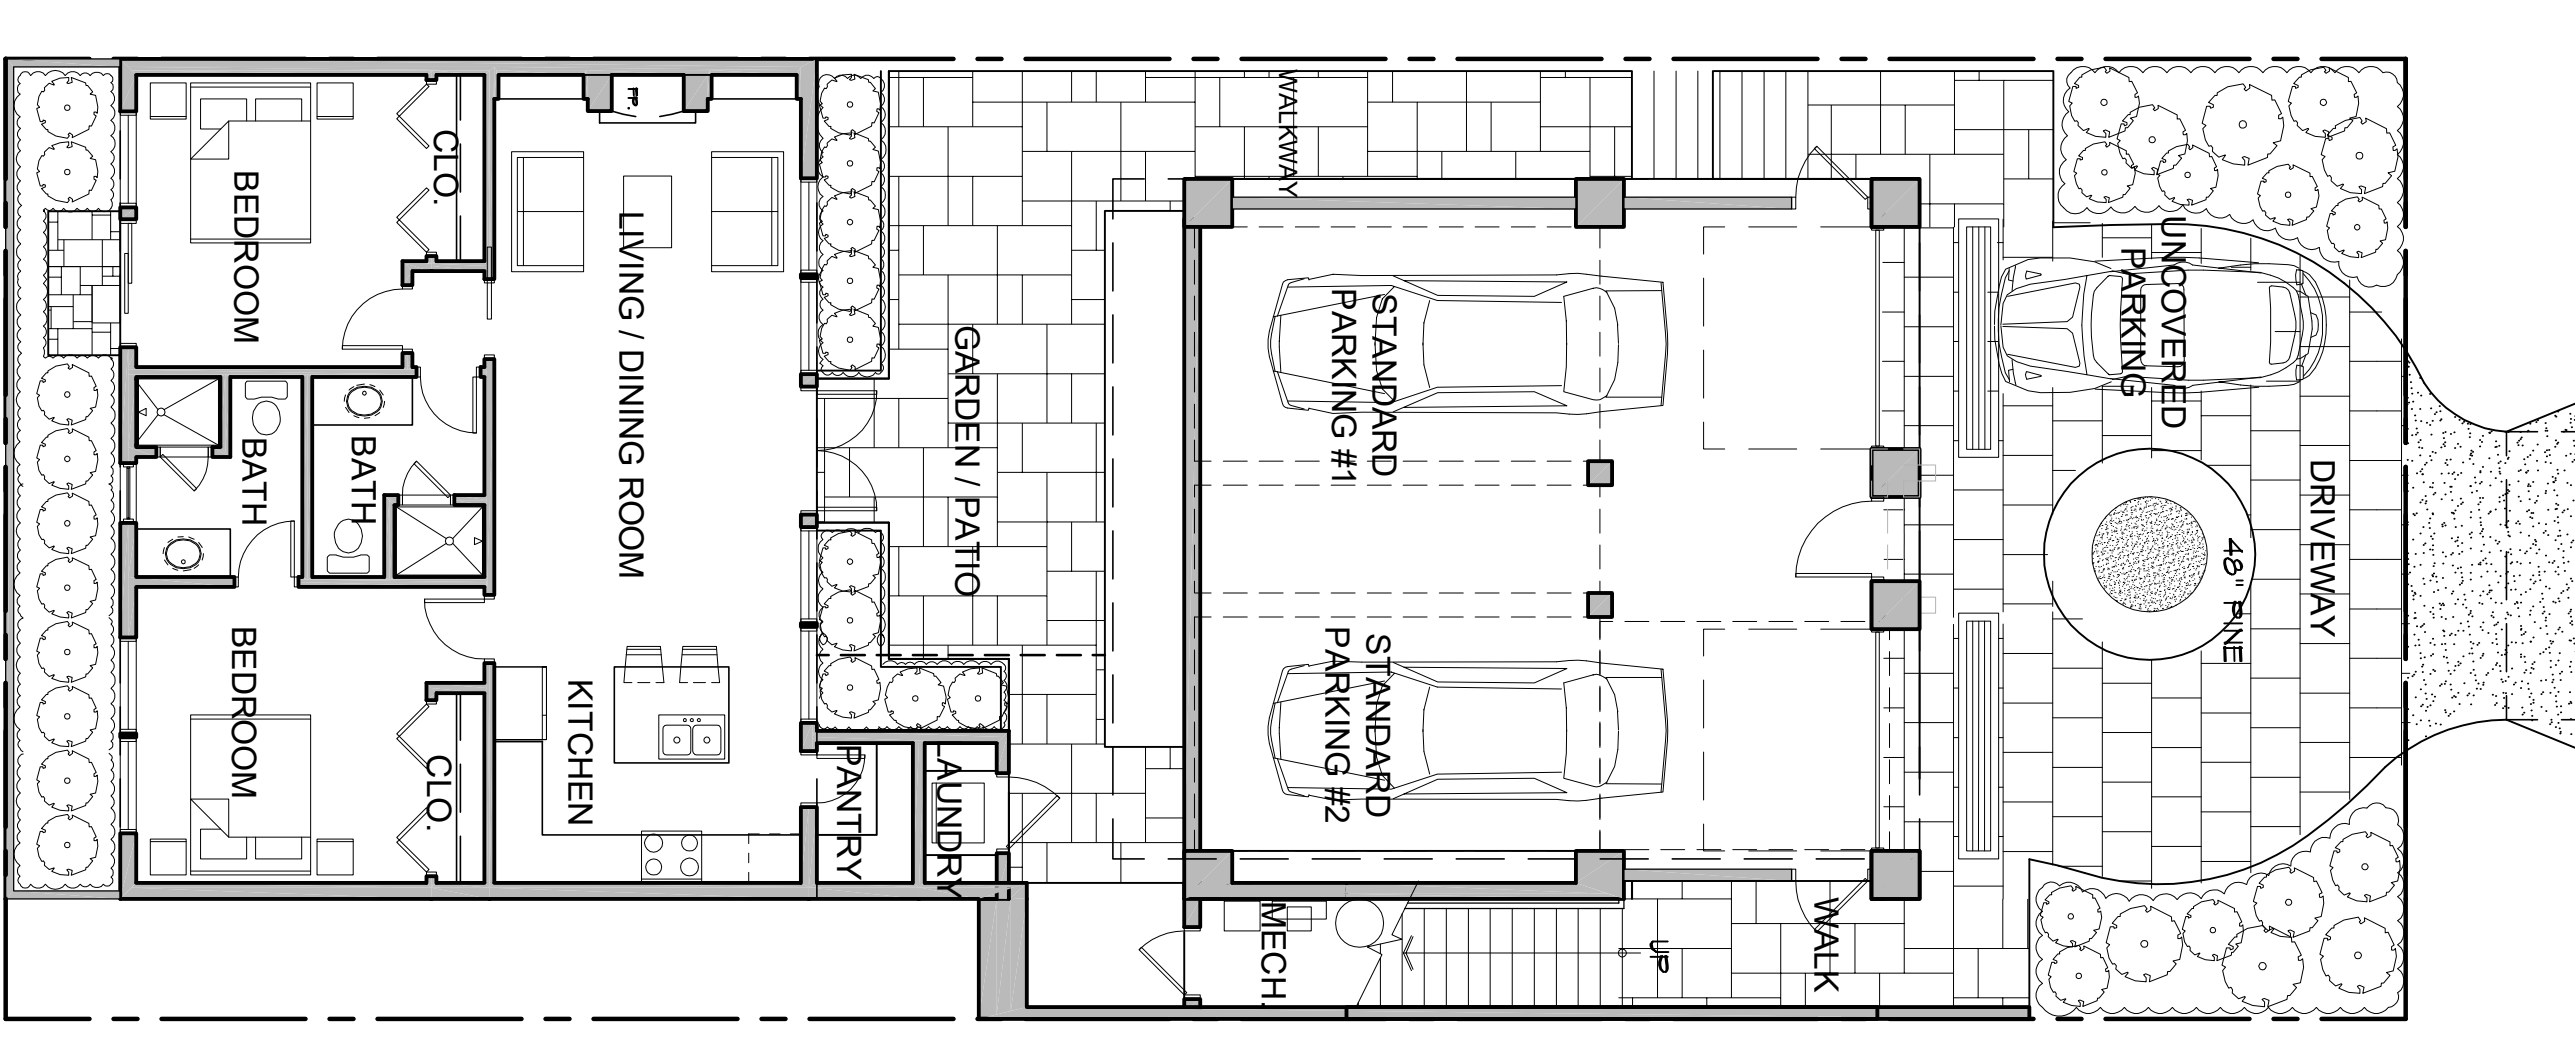 BEDROOM
CLO.
FP.
LIVING / DINING ROOM
BATH
BATH
BEDROOM
CLO.
KITCHEN
PANTRY
LAUNDRY
GARDEN / PATIO
WALKWAY
STANDARD
PARKING #1
STANDARD
PARKING #2
MECH.
UP
WALK
UNCOVERED
PARKING
48" PINE
DRIVEWAY